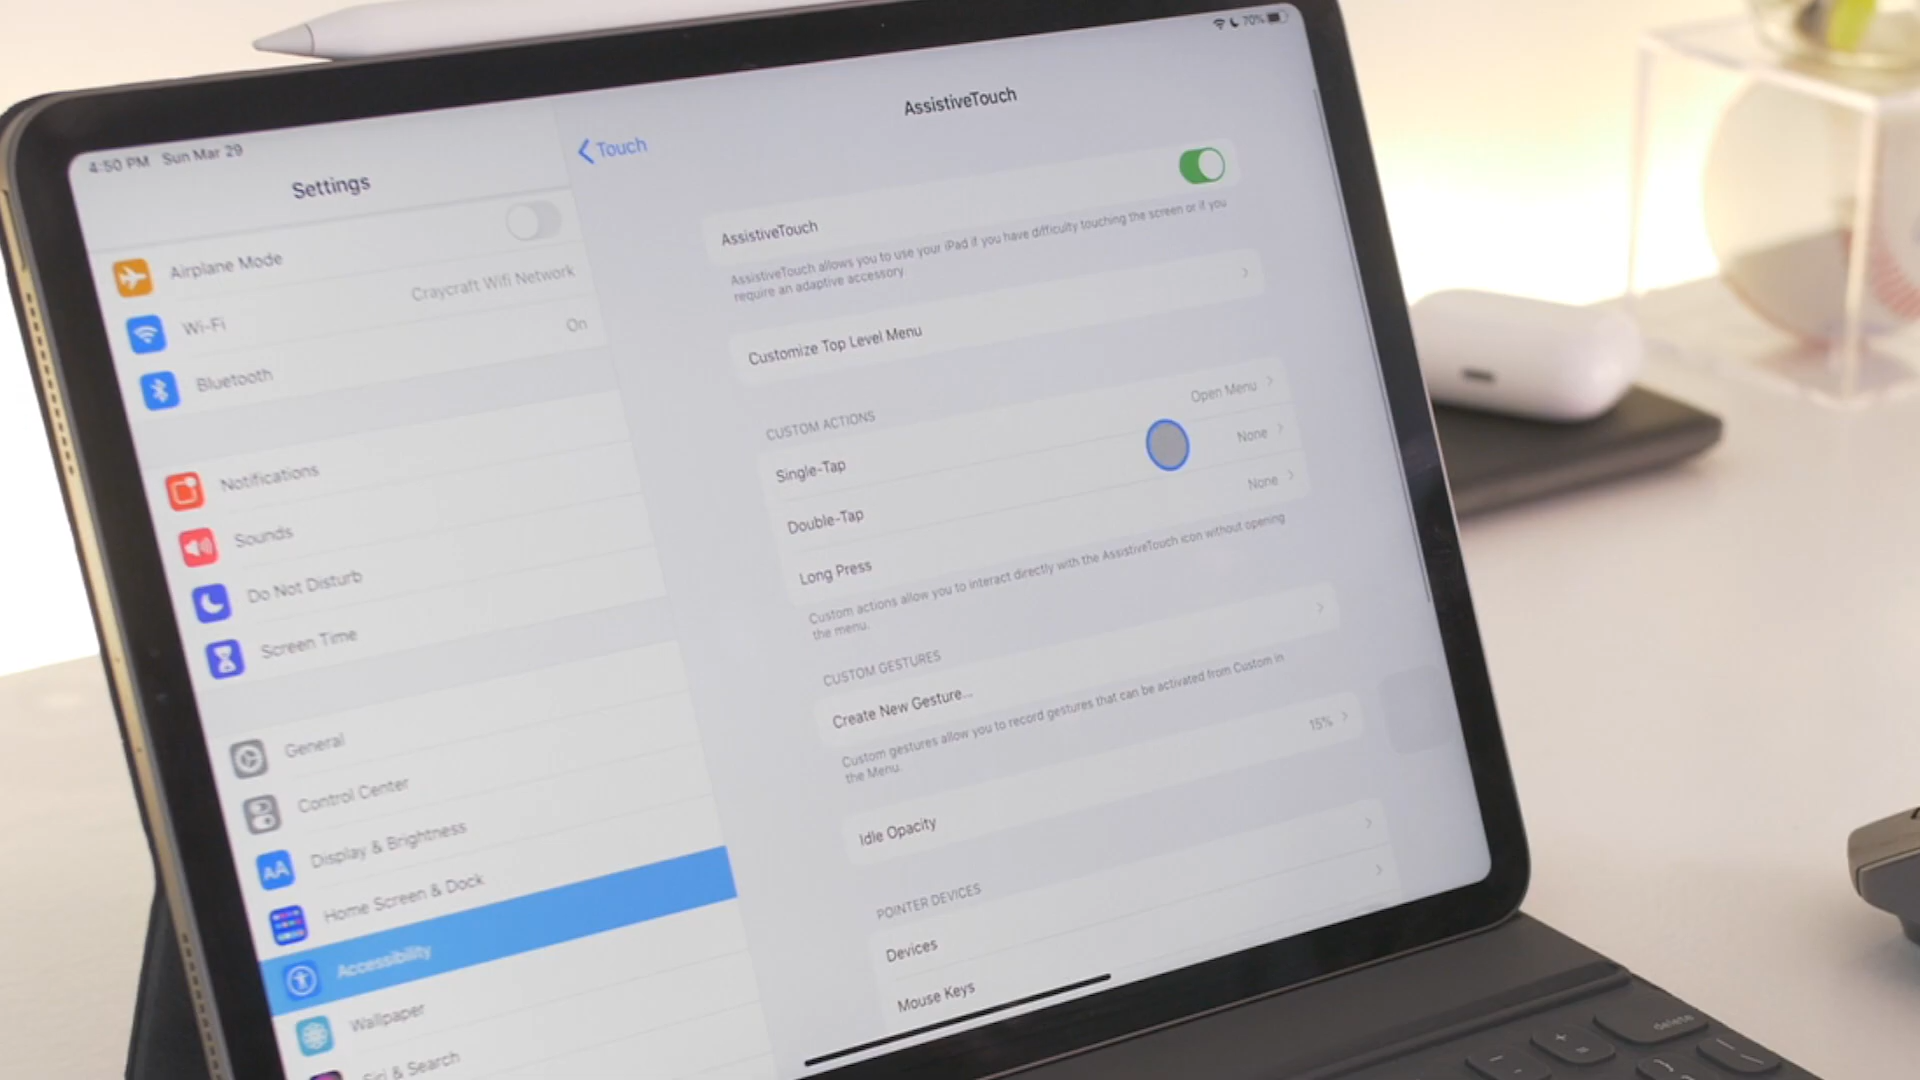 4:50 PM Sun Mar 29
70%
Settings
Airplane Mode
Wi-Fi Craycraft Wifi Network
Bluetooth On
Notifications
Sounds
Do Not Disturb
Screen Time
General
Control Center
AA Display & Brightness
Home Screen & Dock
Accessibility
Wallpaper
Siri & Search
Touch
AssistiveTouch
AssistiveTouch
AssistiveTouch allows you to use your iPad if you have difficulty touching the screen or if you
require an adaptive accessory.
Customize Top Level Menu
CUSTOM ACTIONS
Single-Tap Open Menu
Double-Tap None
Long Press None
Custom actions allow you to interact directly with the AssistiveTouch icon without opening
the menu.
CUSTOM GESTURES
Create New Gesture...
Custom gestures allow you to record gestures that can be activated from Custom in
the Menu.
Idle Opacity 15%
POINTER DEVICES
Devices
Mouse Keys
delete